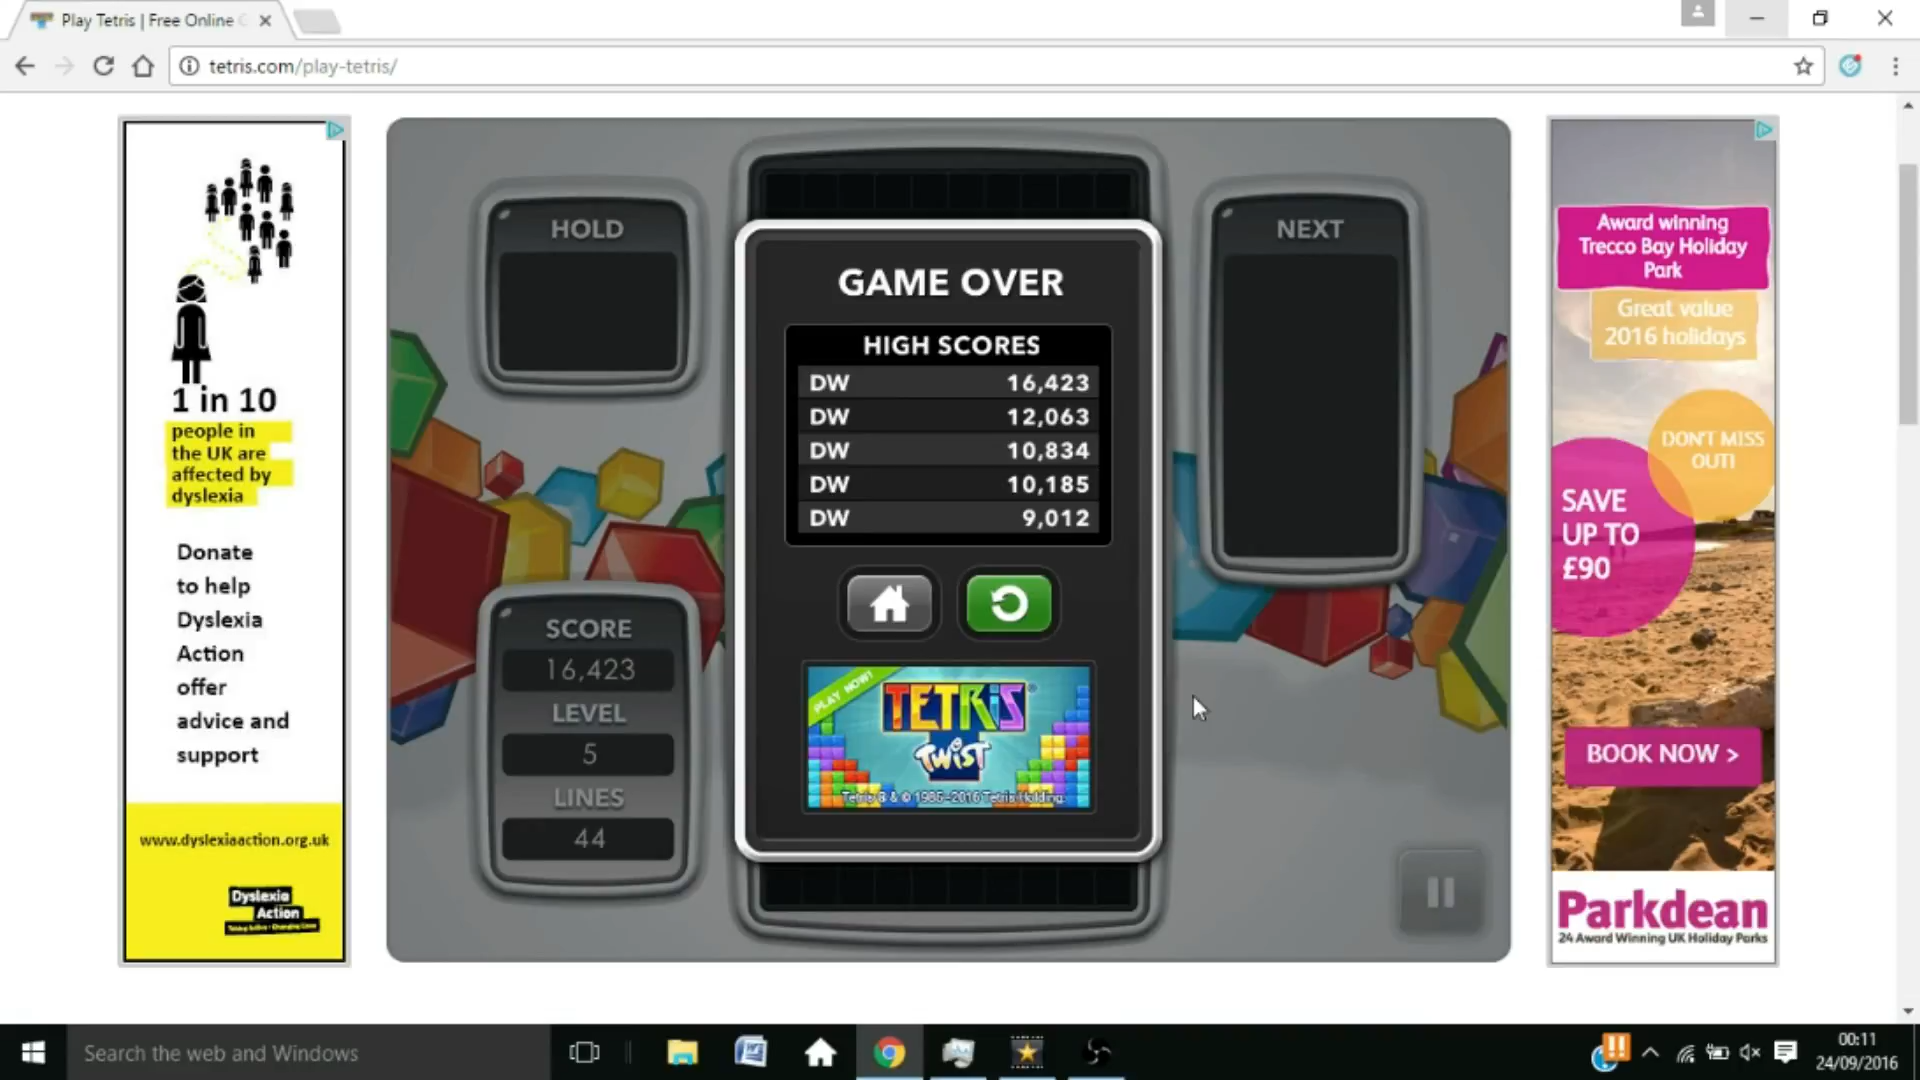 Play Tetris | Free Online G
tetris.com/play-tetris/
1 in 10
people in
the UK are
affected by
dyslexia
Donate
to help
Dyslexia
Action
offer
advice and
support
www.dyslexiaaction.org.uk
Dyslexia
Action
HOLD
SCORE
16,423
LEVEL
5
LINES
44
GAME OVER
HIGH SCORES
DW 16,423
DW 12,063
DW 10,834
DW 10,185
DW 9,012
PLAY NOW!
TETRIS®
TWIST
Tetris ® & © 1985-2016 Tetris Holding.
NEXT
Award winning
Trecco Bay Holiday
Park
Great value
2016 holidays
DON'T MISS
OUT!
SAVE
UP TO
£90
BOOK NOW >
Parkdean
24 Award Winning UK Holiday Parks
Search the web and Windows
00:11
24/09/2016